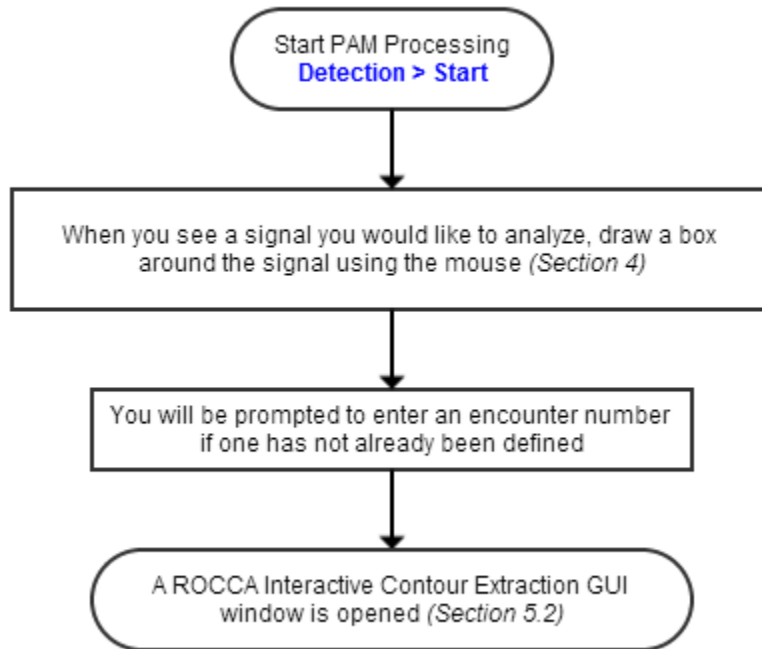 Start PAM Processing
Detection > Start
When you see a signal you would like to analyze, draw a box
around the signal using the mouse (Section 4)
You will be prompted to enter an encounter number
if one has not already been defined
A ROCCA Interactive Contour Extraction GUI
window is opened (Section 5.2)